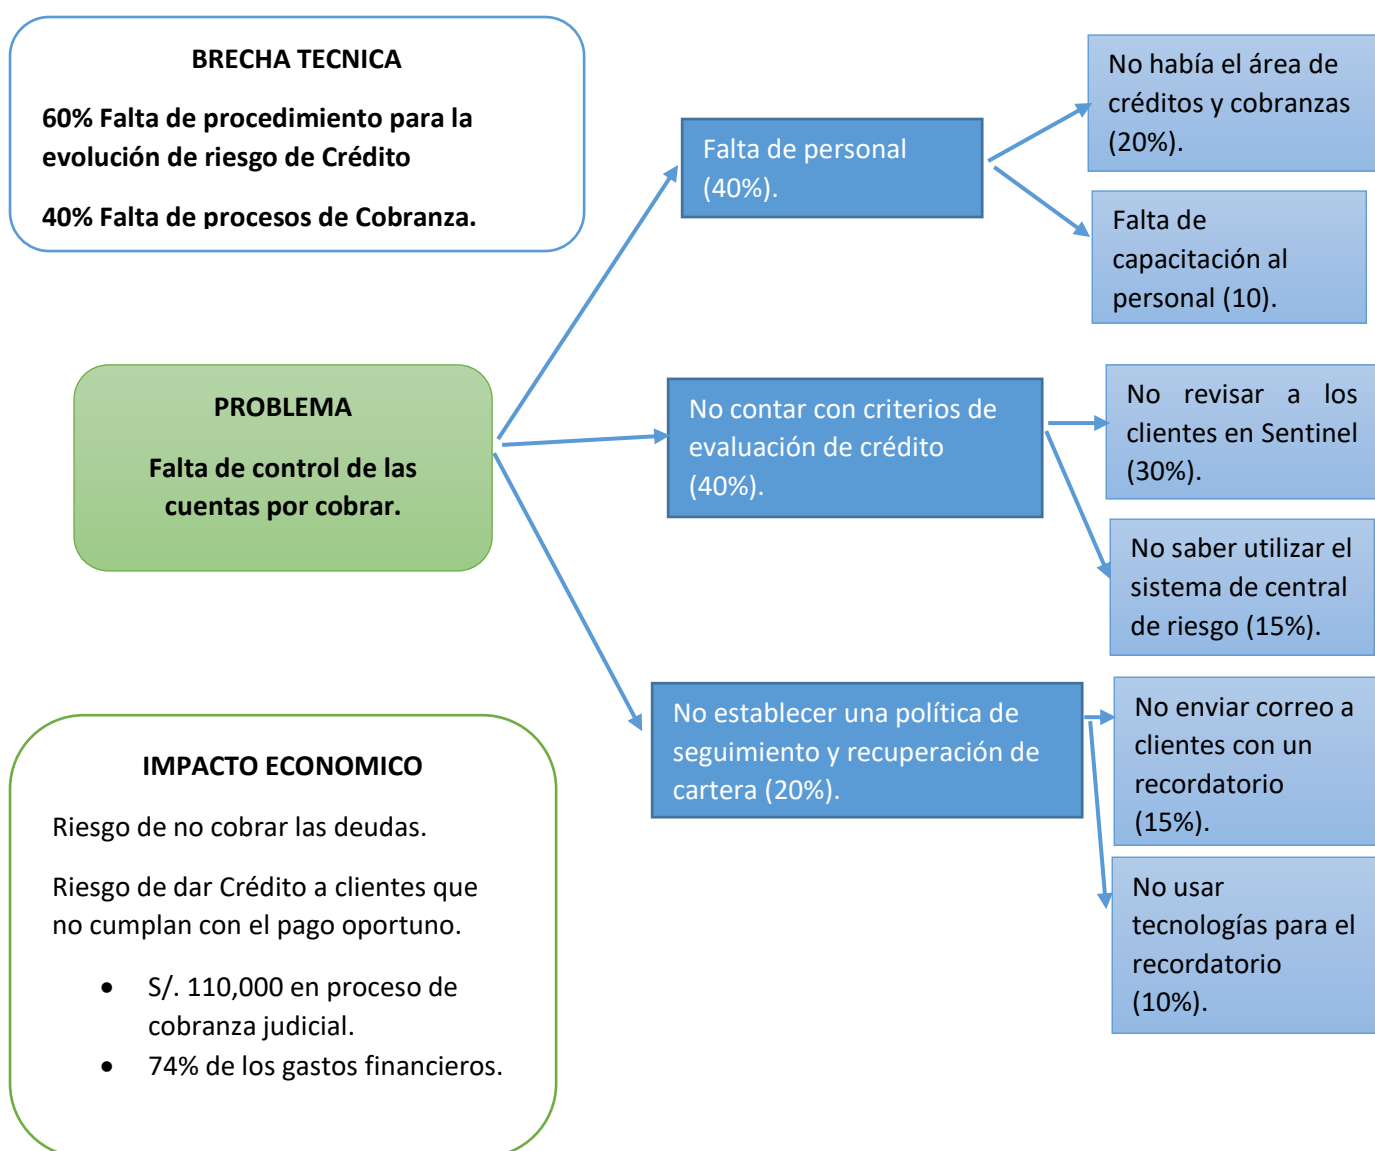 BRECHA TECNICA
60% Falta de procedimiento para la
evolución de riesgo de Crédito
40% Falta de procesos de Cobranza.
PROBLEMA
Falta de control de las
cuentas por cobrar.
IMPACTO ECONOMICO
Riesgo de no cobrar las deudas.
Riesgo de dar Crédito a clientes que
no cumplan con el pago oportuno.
• S/. 110,000 en proceso de
cobranza judicial.
• 74% de los gastos financieros.
Falta de personal
(40%).
No contar con criterios de
evaluación de crédito
(40%).
No establecer una política de
seguimiento y recuperación de
cartera (20%).
No había el área de
créditos y cobranzas
(20%).
Falta de
capacitación al
personal (10).
No revisar a los
clientes en Sentinel
(30%).
No saber utilizar el
sistema de central
de riesgo (15%).
No enviar correo a
clientes con un
recordatorio
(15%).
No usar
tecnologías para el
recordatorio
(10%).